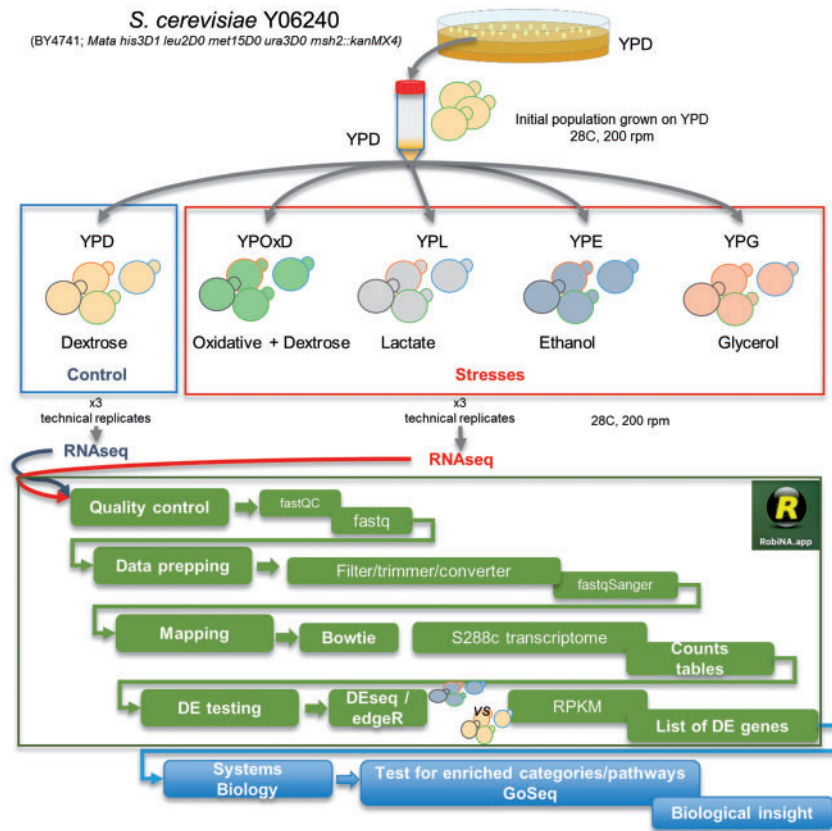 S. cerevisiae Y06240
(BY4741; Mata his3D1 leu2D0 met15D0 ura3D0 msh2::kanMX4)
YPD
YPD
Initial population grown on YPD
28C, 200 rpm
YPD
YPOxD
YPL
YPE
YPG
Dextrose
Oxidative + Dextrose
Lactate
Ethanol
Glycerol
Control
Stresses
x3
technical replicates
x3
technical replicates
28C, 200 rpm
RNAseq
RNAseq
Quality control
fastQC
fastq
R
RobiNA.app
Data prepping
Filter/trimmer/converter
fastqSanger
Mapping
Bowtie
S288c transcriptome
Counts
tables
DE testing
DEseq /
edgeR
VS
RPKM
List of DE genes
Systems
Biology
Test for enriched categories/pathways
GoSeq
Biological insight